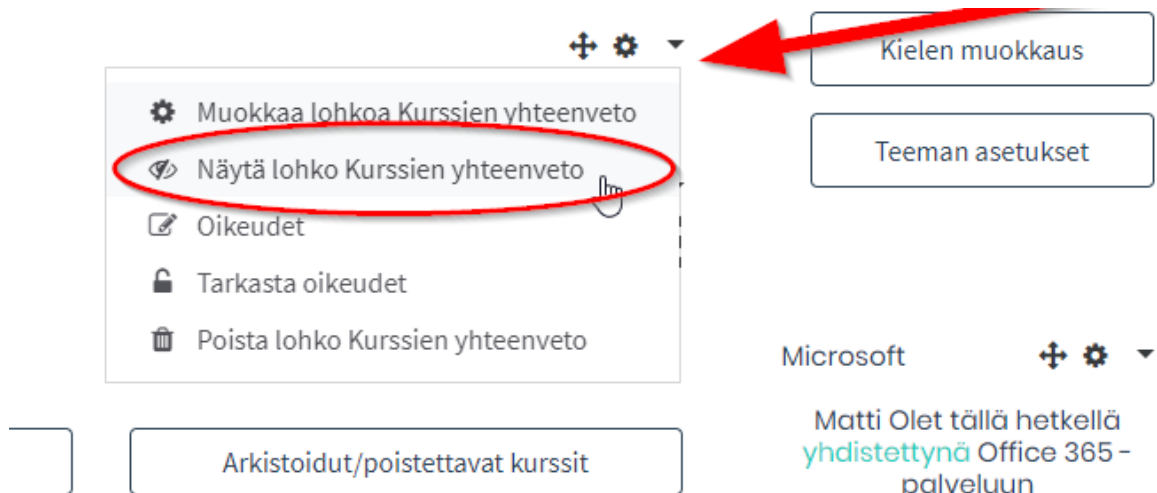 Kielen muokkaus
Muokkaa lohkoa Kurssien yhteenveto
Näytä lohko Kurssien yhteenveto
Teeman asetukset
Oikeudet
Tarkasta oikeudet
Poista lohko Kurssien yhteenveto
Microsoft
Matti Olet tällä hetkellä
yhdistettynä Office 365 -
palveluun
Arkistoidut/poistettavat kurssit